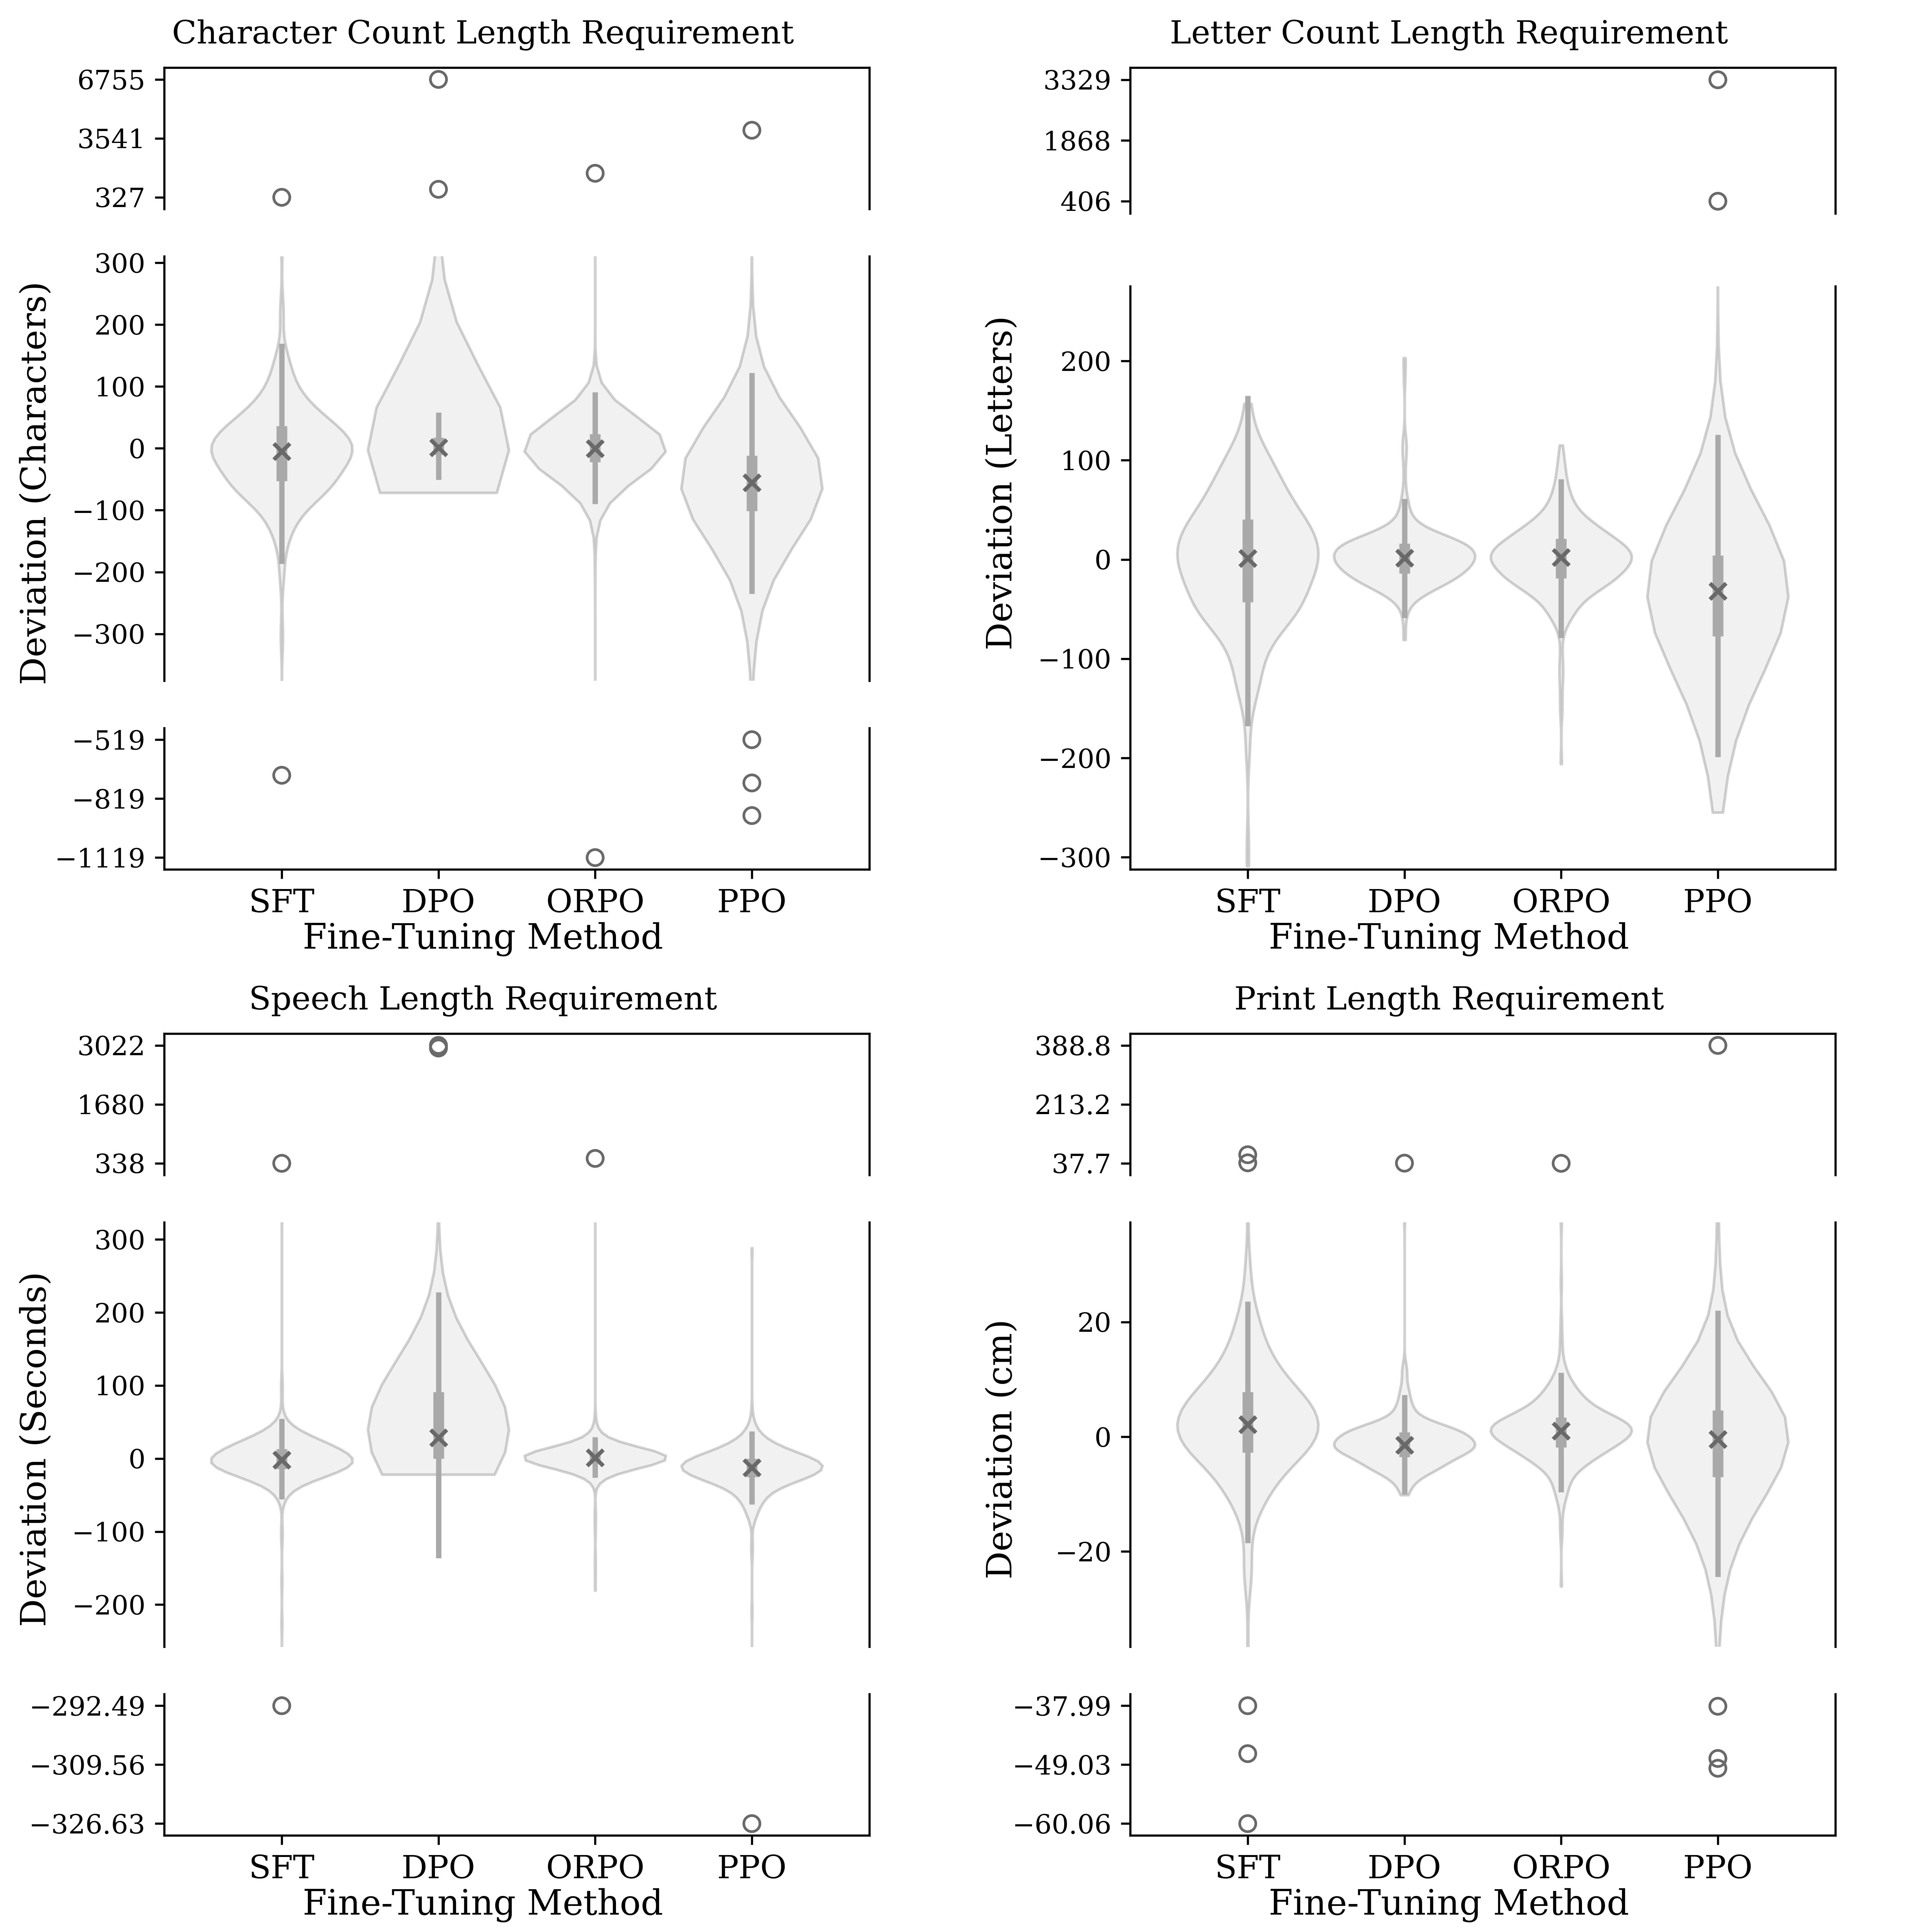 Character Count Length Requirement
6755
3541
327
300
200
100
0
−100
−200
−300
−519
−819
−1119
Deviation (Characters)
SFT DPO ORPO PPO
Fine-Tuning Method
Letter Count Length Requirement
3329
1868
406
200
100
0
−100
−200
−300
Deviation (Letters)
SFT DPO ORPO PPO
Fine-Tuning Method
Speech Length Requirement
3022
1680
338
300
200
100
0
−100
−200
−292.49
−309.56
−326.63
Deviation (Seconds)
SFT DPO ORPO PPO
Fine-Tuning Method
Print Length Requirement
388.8
213.2
37.7
20
0
−20
−37.99
−49.03
−60.06
Deviation (cm)
SFT DPO ORPO PPO
Fine-Tuning Method